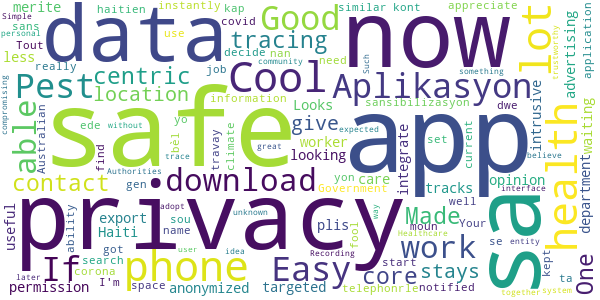 haitien instantly merite Simple sans use kap covid personal Tout less really
data now Good tracing decide nan job community
similar kont appreciate need something Such lot advertising application trustworthy
Pest centric Cool Aplikasyon
location information Looks sansibilizasyon dwe
compromising able Australian ede without bèl yo travay climate
safe app give worker looking integrate yon care set great expected trace tracks current opinion believe
health intrusive waiting department
contact find Authorities gen download
privacy sa One
export Haiti ability sou name adopt plis moun Government Made work stays well Your interface
useful user got search corona phone Easy core se kept ta entity
If permission I'm later space way unknown idea anonymized targeted fool Recording start telephonrle notified Healthcare together system